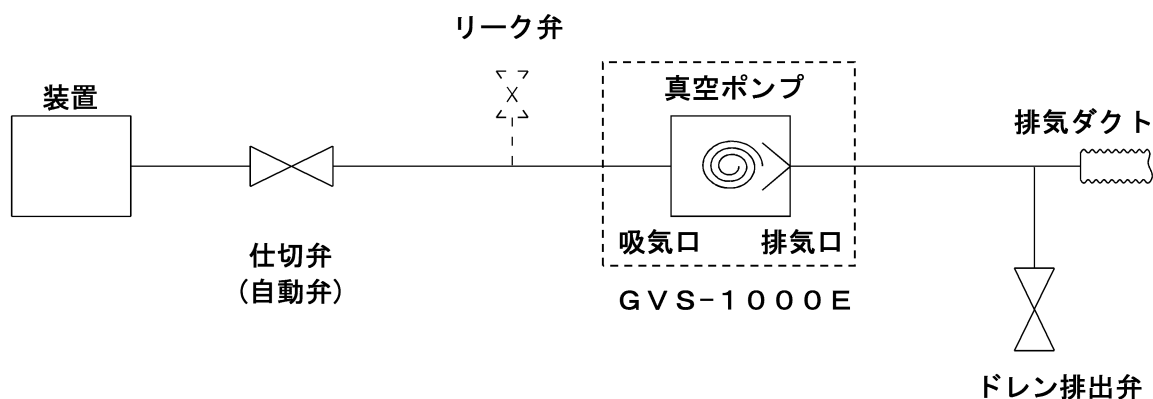 リーク弁
真空ポンプ
装置
排気ダクト
吸気口
排気口
仕切弁
(自動弁)
GVS-1000E
ドレン排出弁